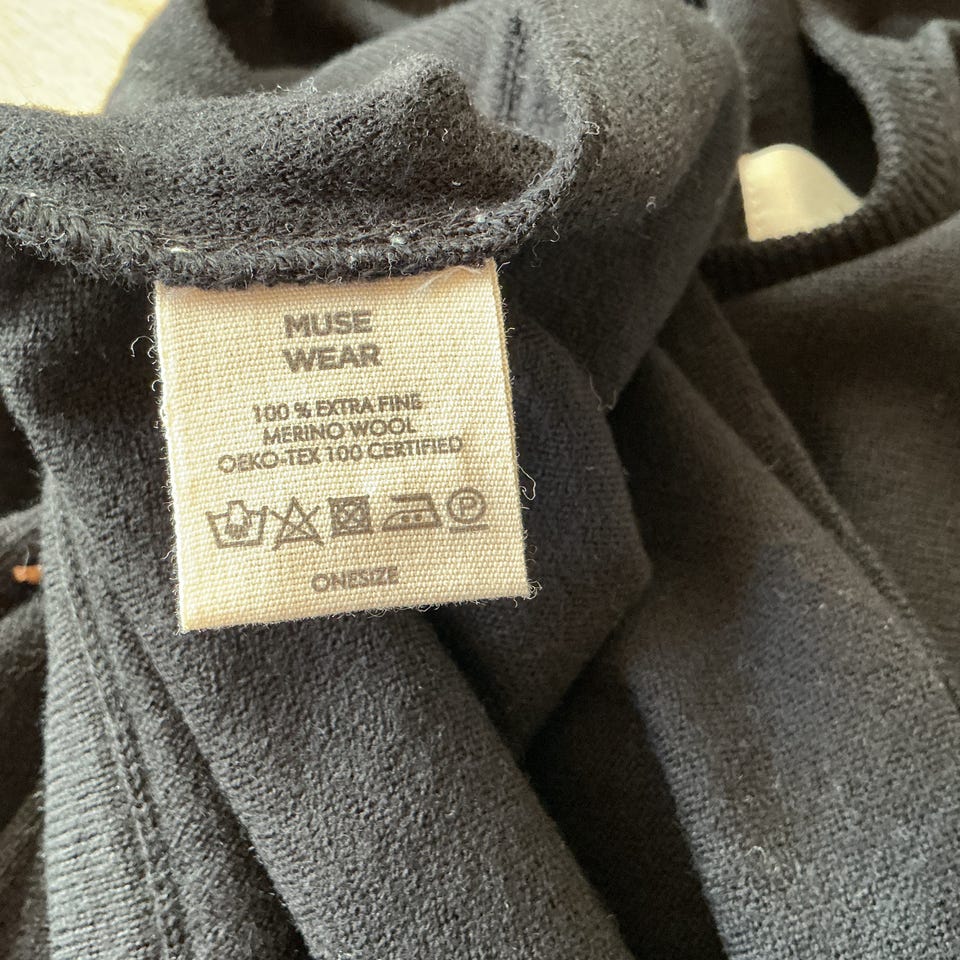 MUSE
WEAR
100 % EXTRA FINE
MERINO WOOL
OEKO-TEX 100 CERTIFIED
P
ONESIZE